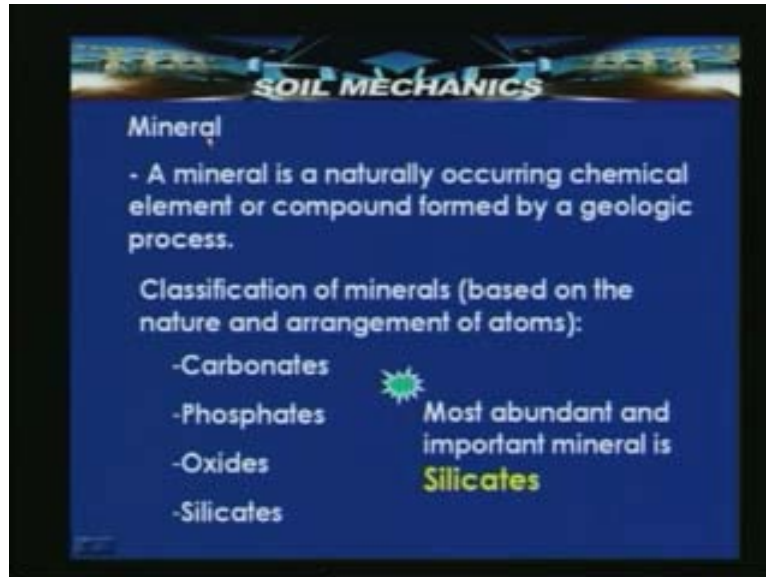 SOIL MECHANICS
Mineral
- A mineral is a naturally occurring chemical
element or compound formed by a geologic
process.
Classification of minerals (based on the
nature and arrangement of atoms):
-Carbonates
-Phosphates
-Oxides
-Silicates
Most abundant and
important mineral is
Silicates